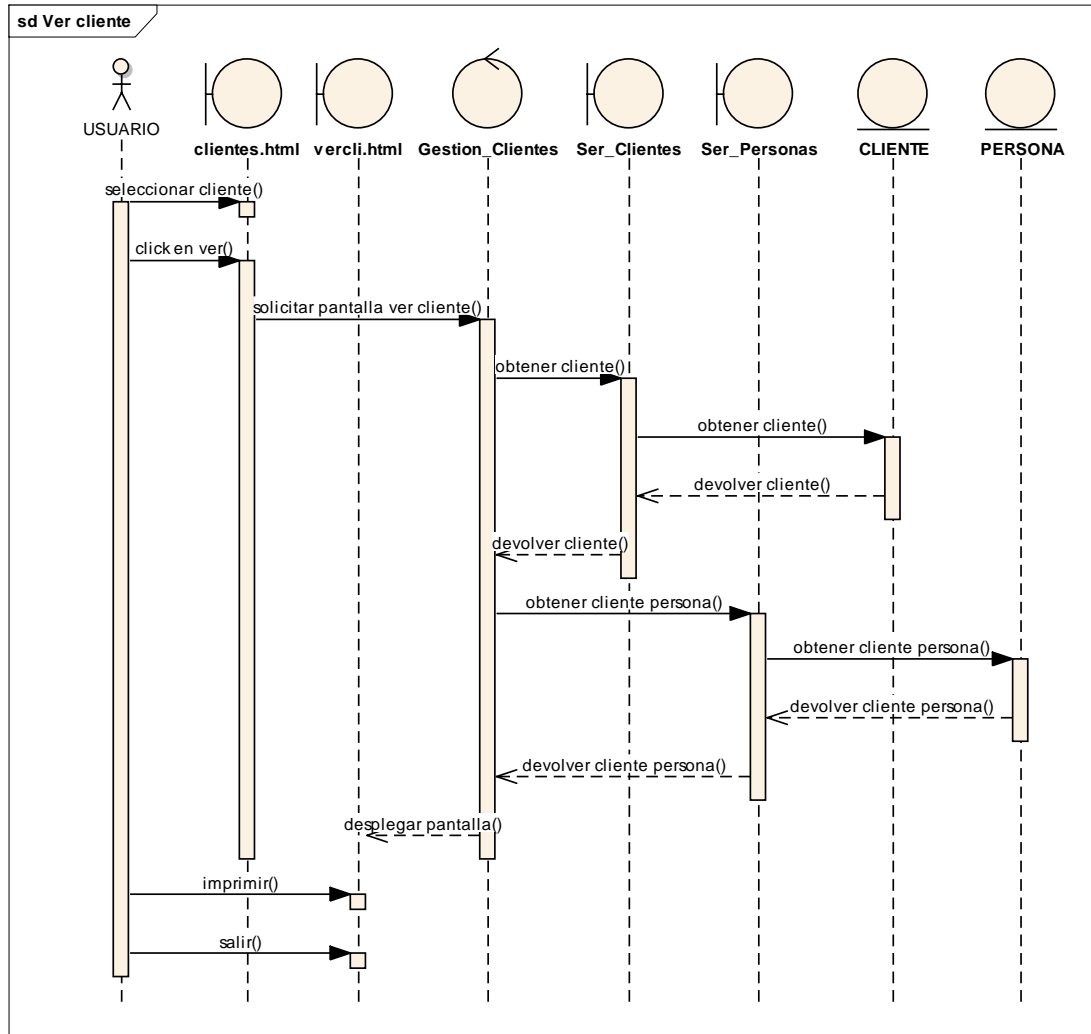 sd Ver cliente
USUARIO
clientes.html
vercli.html
Gestion_Clientes
Ser_Clientes
Ser_Personas
CLIENTE
PERSONA
seleccionar cliente()
click en ver()
solicitar pantalla ver cliente()
obtener cliente()
obtener cliente()
devolver cliente()
devolver cliente()
obtener cliente persona()
obtener cliente persona()
devolver cliente persona()
devolver cliente persona()
desplegar pantalla()
imprimir()
salir()